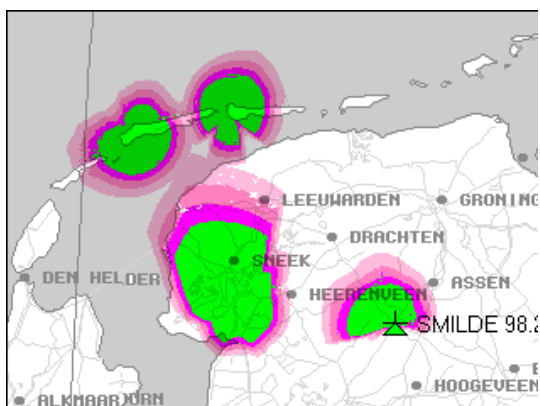 GRONING
LEEUWARDEN
DRACHTEN
SNEEK
DEN HELDER
ASSEN
HEERENVEEN
SMILDE 98.2
HOOGEVEEN
ALKMAAR